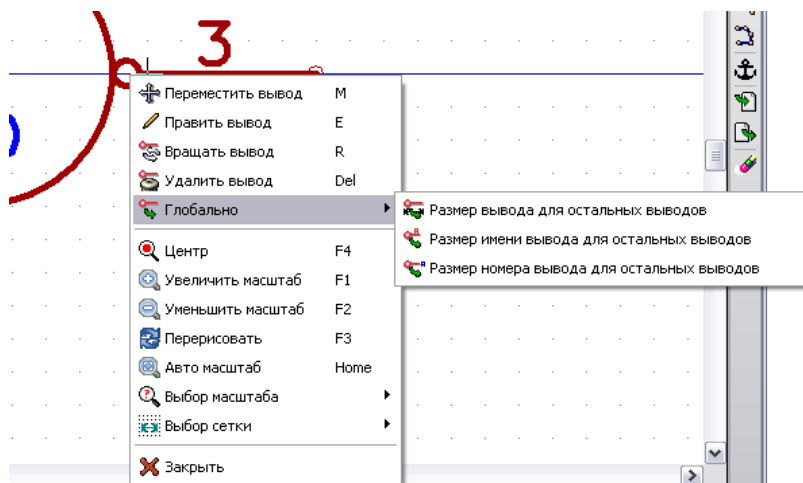 3
Переместить вывод M
Править вывод E
Вращать вывод R
Удалить вывод Del
Глобально
Размер вывода для остальных выводов
Размер имени вывода для остальных выводов
Размер номера вывода для остальных выводов
Центр F4
Увеличить масштаб F1
Уменьшить масштаб F2
Перерисовать F3
Авто масштаб Home
Выбор масштаба
Выбор сетки
Закрыть